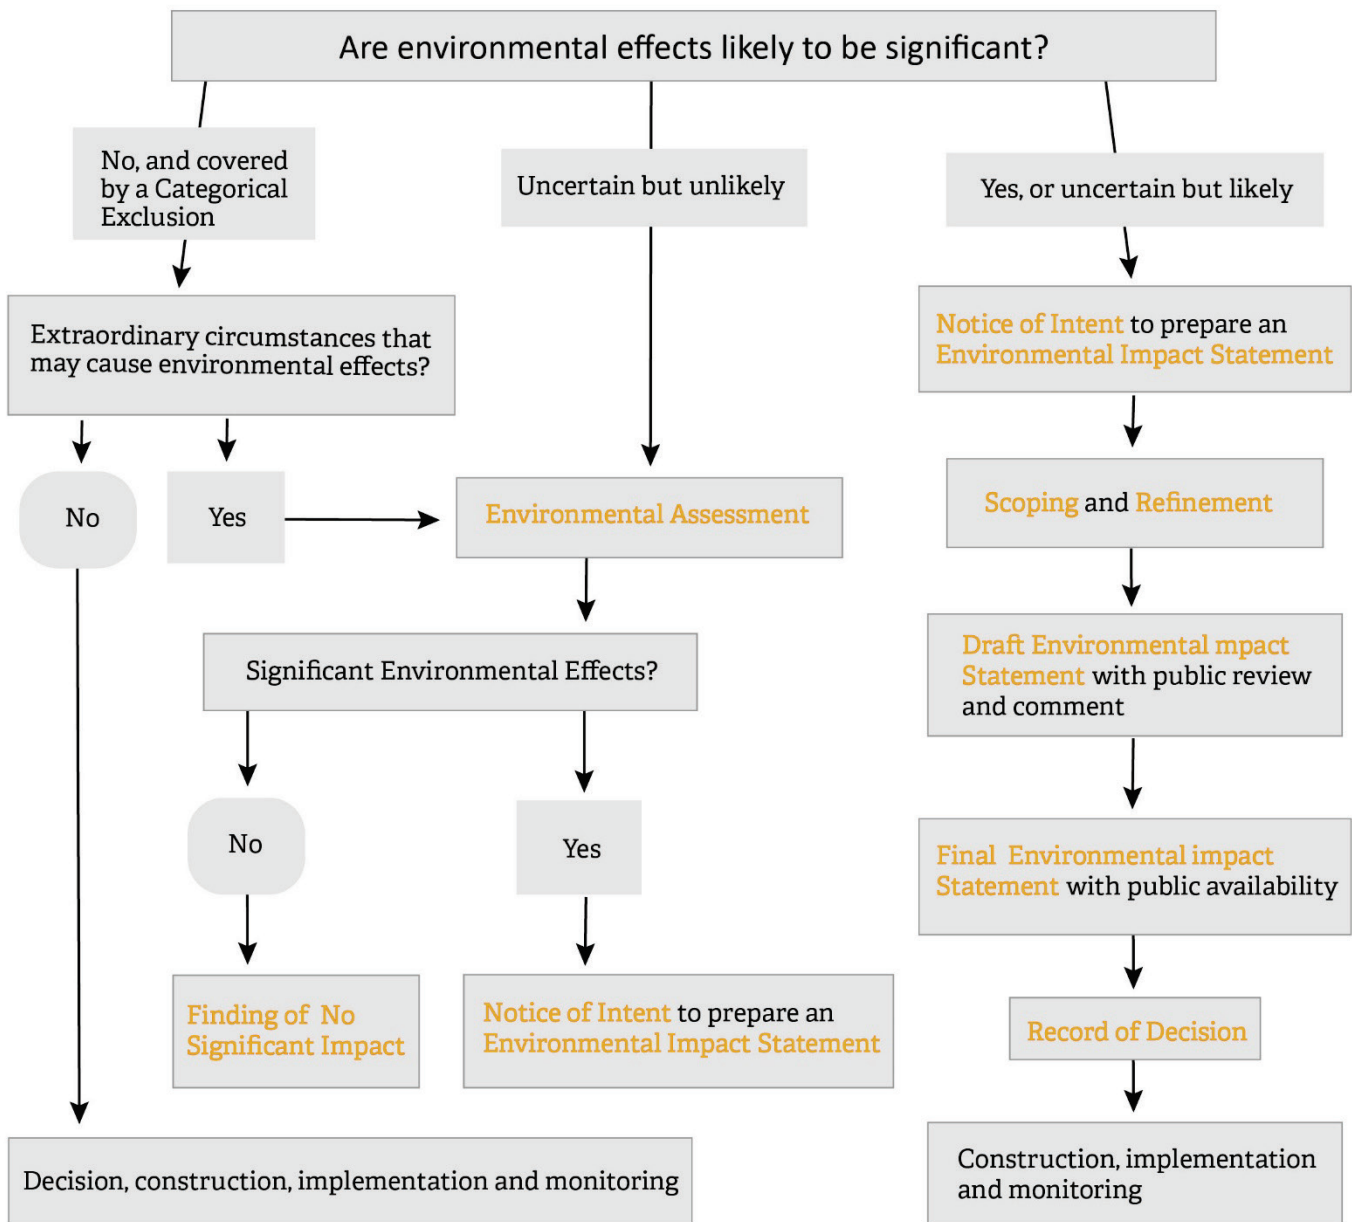 Are environmental effects likely to be significant?
No, and covered
by a Categorical
Exclusion
Uncertain but unlikely
Yes, or uncertain but likely
Extraordinary circumstances that
may cause environmental effects?
Notice of Intent to prepare an
Environmental Impact Statement
No
Yes
Environmental Assessment
Scoping and Refinement
Significant Environmental Effects?
Draft Environmental mpact
Statement with public review
and comment
No
Yes
Final Environmental impact
Statement with public availability
Finding of No
Significant Impact
Notice of Intent to prepare an
Environmental Impact Statement
Record of Decision
Decision, construction, implementation and monitoring
Construction, implementation
and monitoring